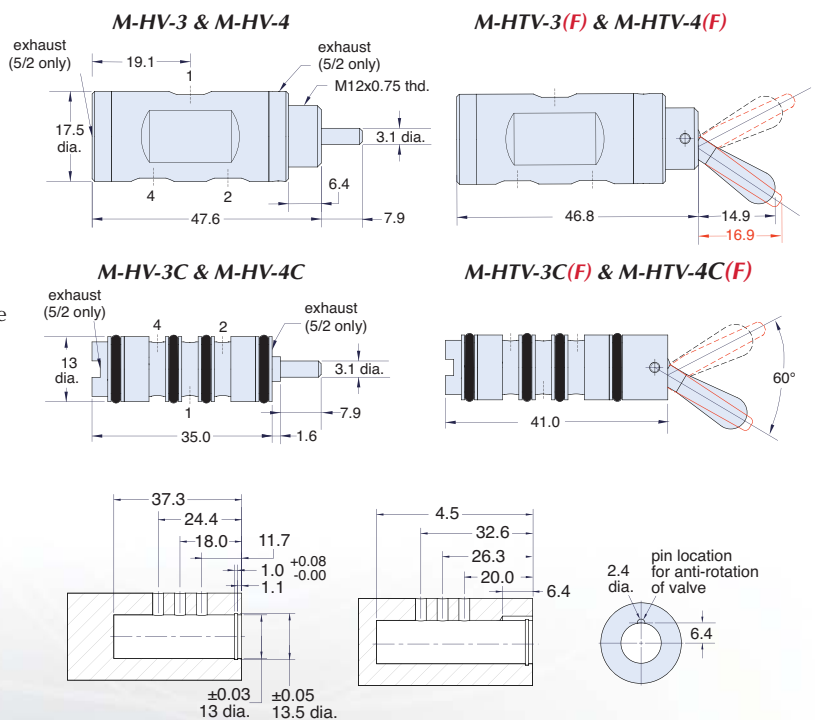 M-HV-3 & M-HV-4
M-HTV-3(F) & M-HTV-4(F)
exhaust
(5/2 only)
19.1
1
exhaust
(5/2 only)
M12x0.75 thd.
17.5
dia.
3.1 dia.
4
2
6.4
47.6
7.9
46.8
14.9
16.9
M-HV-3C & M-HV-4C
M-HTV-3C(F) & M-HTV-4C(F)
e
exhaust
(5/2 only)
4
2
exhaust
(5/2 only)
13
dia.
3.1 dia.
1
7.9
35.0
1.6
60°
41.0
37.3
24.4
18.0
11.7
1.0 +0.08
-0.00
1.1
±0.03
13 dia.
±0.05
13.5 dia.
4.5
32.6
26.3
20.0
6.4
2.4
dia.
pin location
for anti-rotation
of valve
6.4